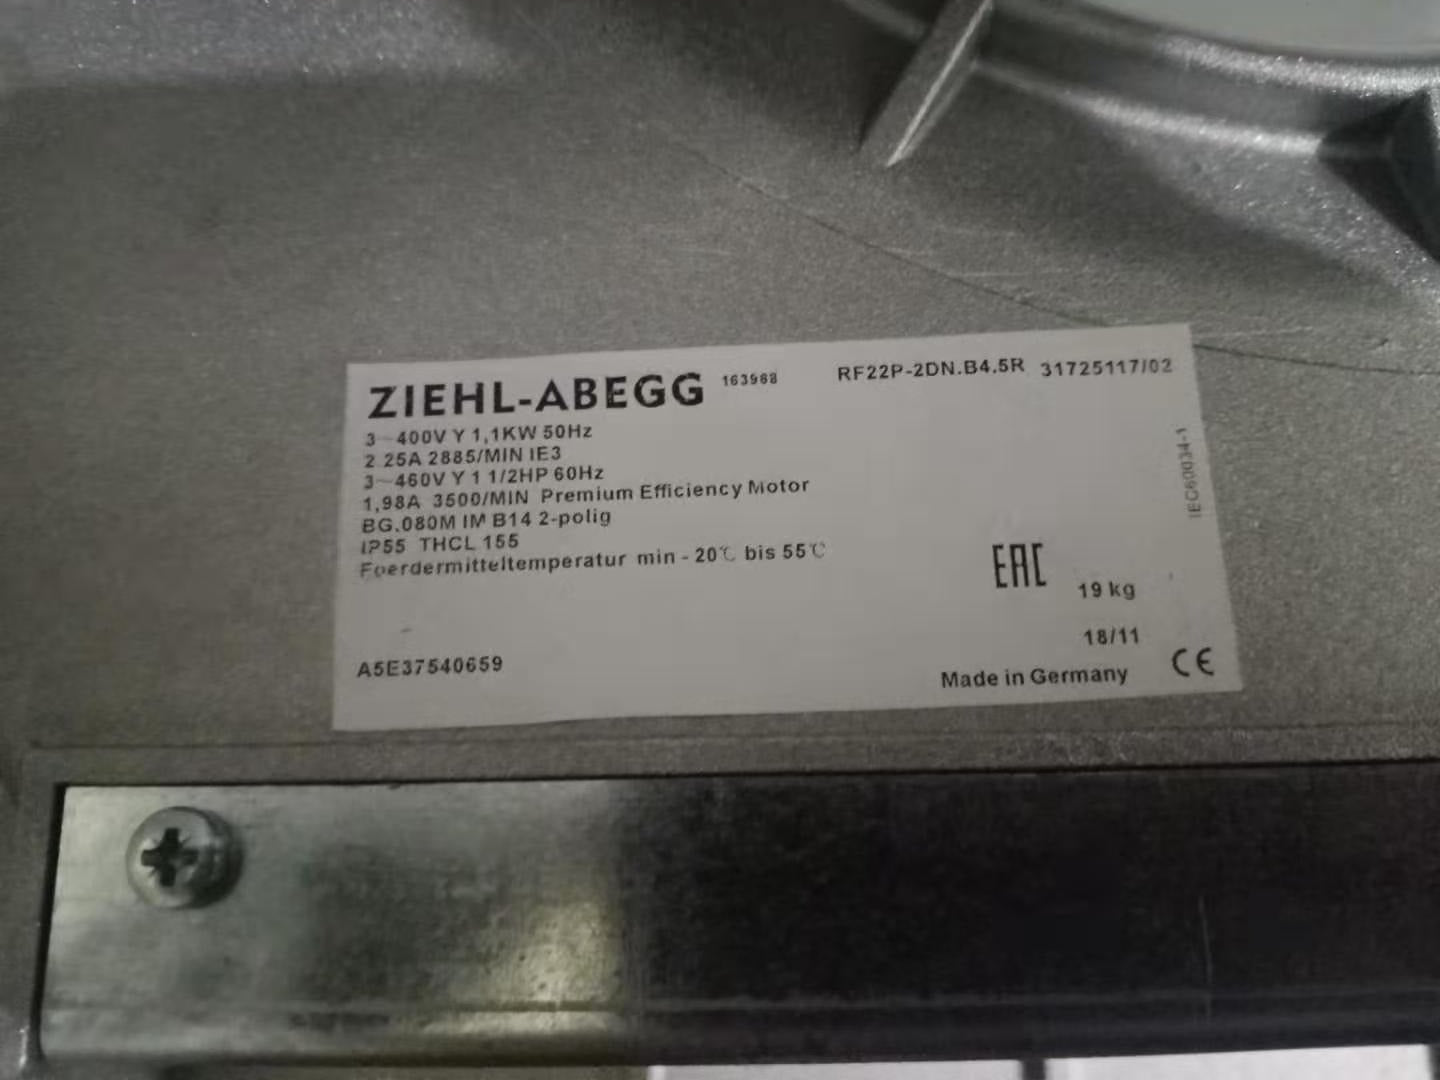 ZIEHL-ABEGG 163968 RF22P-2DN.B4.5R 31725117/02
3~400V Y 1,1KW 50Hz
2.25A 2885/MIN IE3
3~460V Y 1 1/2HP 60Hz
1,98A 3500/MIN Premium Efficiency Motor
BG.080M IM B14 2-polig
IP55 THCL 155
Foerdermitteltemperatur min - 20℃ bis 55℃
IEC60034-1
EAC
19 kg
18/11
A5E37540659
Made in Germany CE